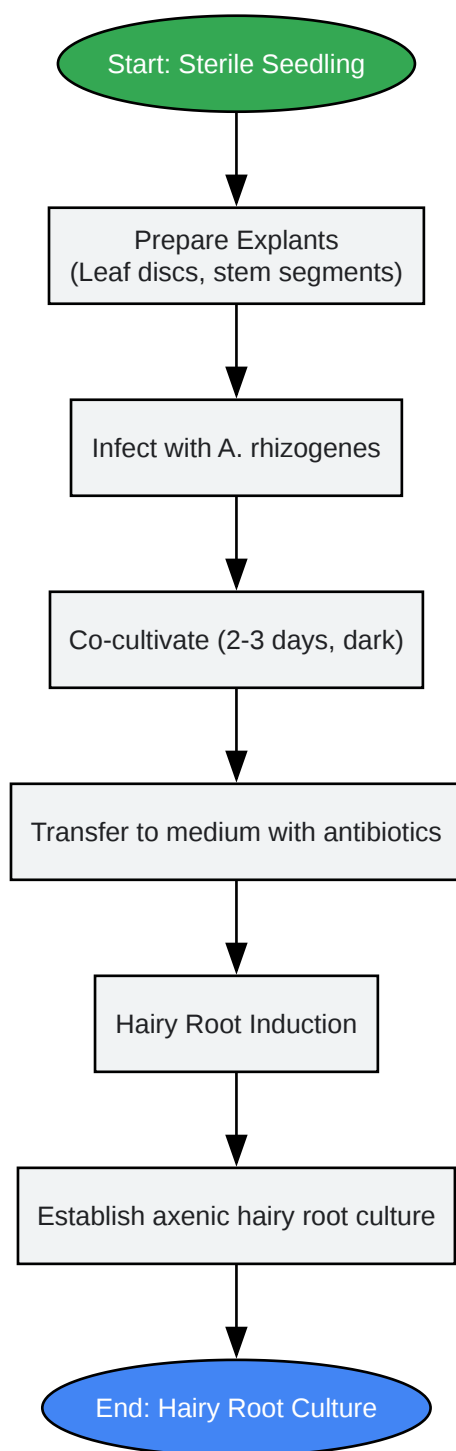 Start: Sterile Seedling
Prepare Explants
(Leaf discs, stem segments)
Infect with A. rhizogenes
Co-cultivate (2-3 days, dark)
Transfer to medium with antibiotics
Hairy Root Induction
Establish axenic hairy root culture
End: Hairy Root Culture